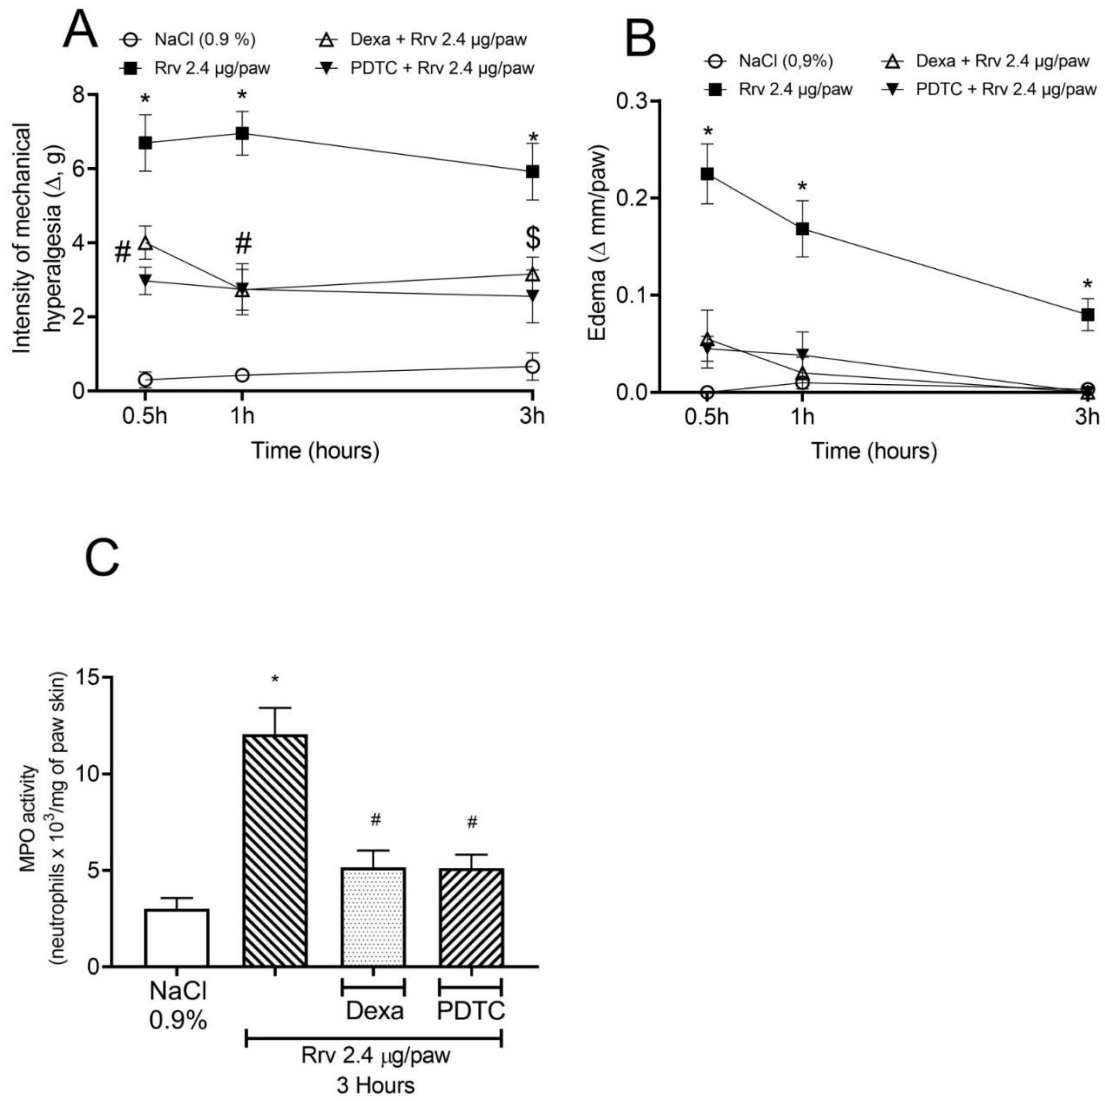 A
NaCl (0.9 %)
Dexa + Rrv 2.4 µg/paw
Rrv 2.4 µg/paw
PDTC + Rrv 2.4 µg/paw
Intensity of mechanical
hyperalgesia (Δ, g)
8
6
4
2
0
*
*
*
#
#
$
0.5h
1h
3h
Time (hours)
B
NaCl (0,9%)
Dexa + Rrv 2.4 µg/paw
Rrv 2.4 µg/paw
PDTC + Rrv 2.4 µg/paw
Edema (Δ mm/paw)
0.3
0.2
0.1
0.0
*
*
*
0.5h
1h
3h
Time (hours)
C
MPO activity
(neutrophils x 10³/mg of paw skin)
15
10
5
0
*
#
#
NaCl
0.9%
Dexa
PDTC
Rrv 2.4 µg/paw
3 Hours